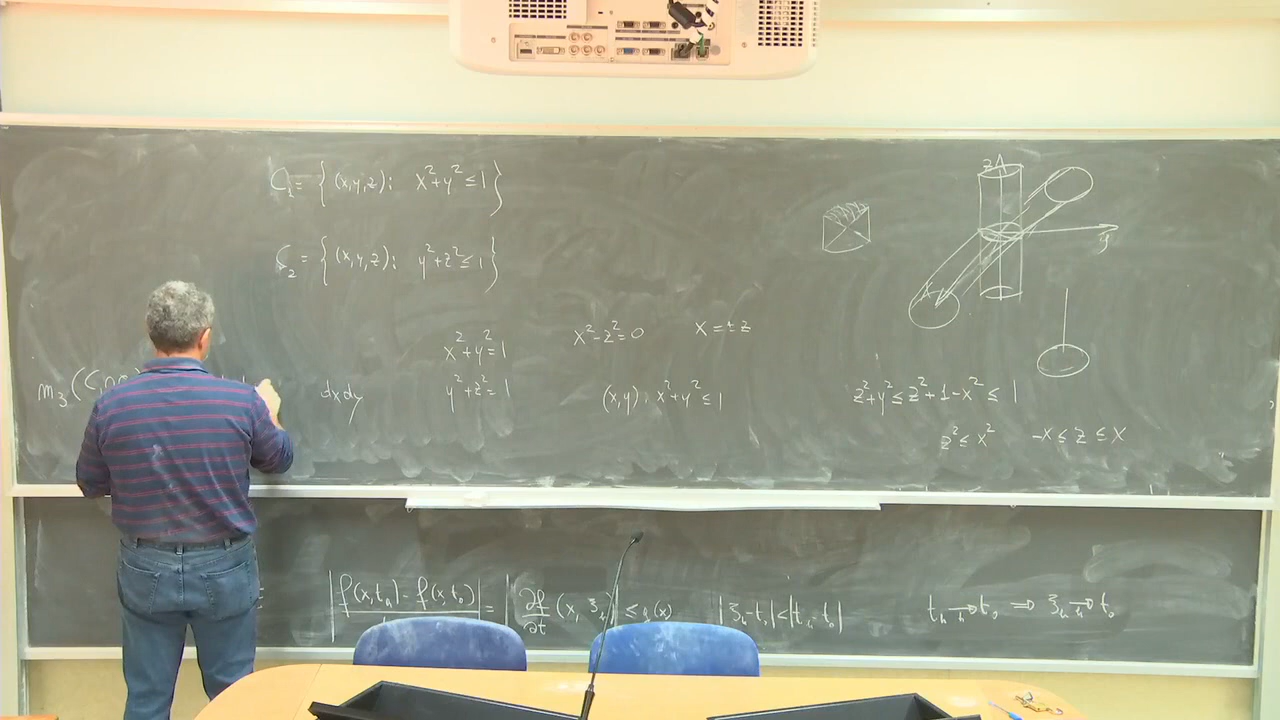 C₁ = { (x,y,z): x²+y² ≤ 1 }
C₂ = { (x,y,z): y²+z² ≤ 1 }
z
y
x²+y²=1
x²-z²=0 x=±z
m₃(C₁∩ dxdy y²+z²=1 (x,y): x²+y² ≤ 1 z²+y² ≤ z²+1-x² ≤ 1
z² ≤ x² -x ≤ z ≤ x
|f(x,tₙ)-f(x,t₀)| = |∂f/∂t (x, ξₙ)| ≤ g(x) |ξₙ-t₀| < |tₙ-t₀| tₙ →ₙ t₀ ⇒ ξₙ →ₙ t₀